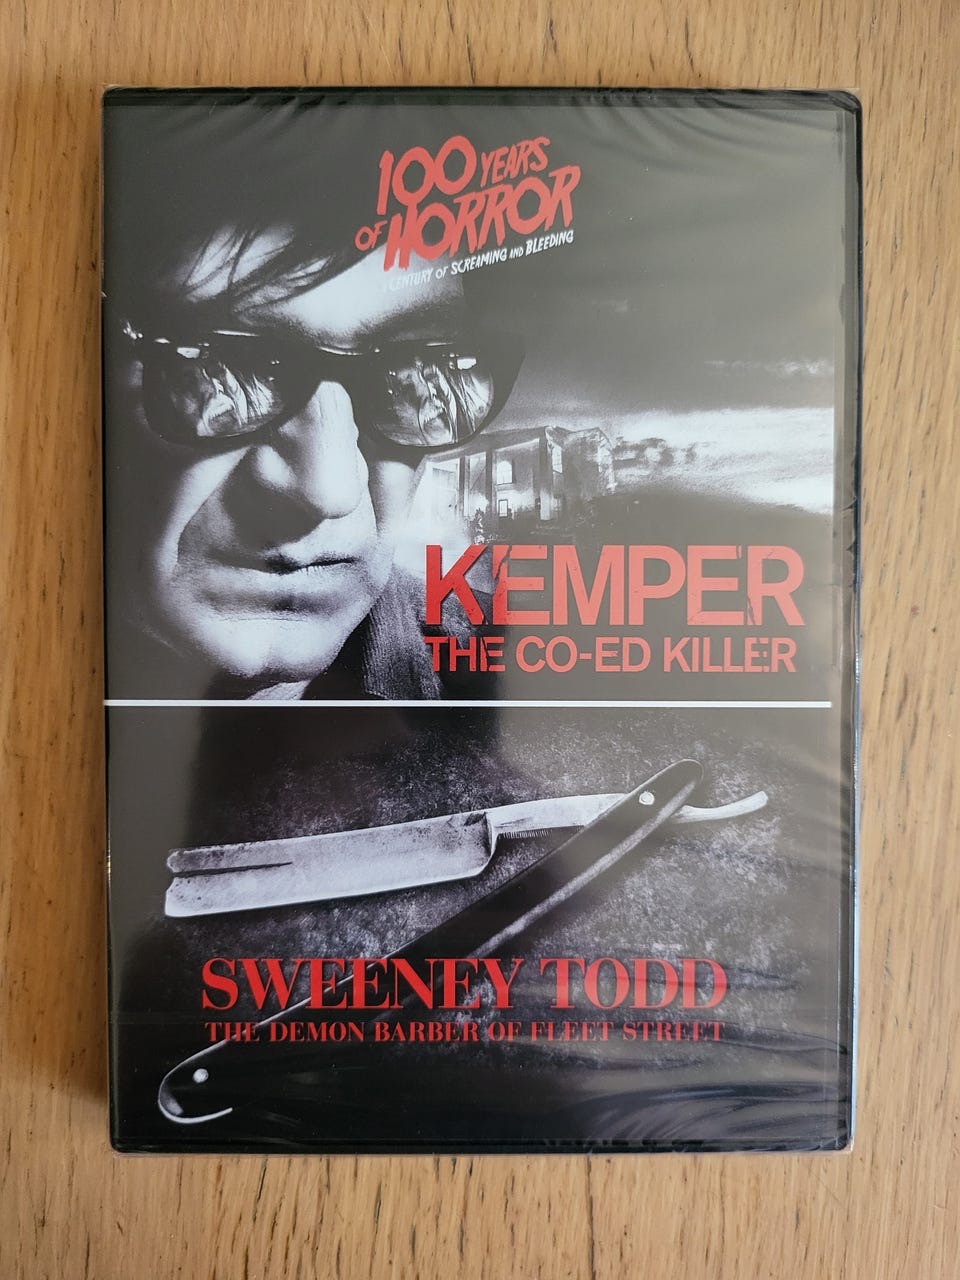 100 YEARS
OF HORROR
A CENTURY OF SCREAMING AND BLEEDING
KEMPER
THE CO-ED KILLER
SWEENEY TODD
THE DEMON BARBER OF FLEET STREET